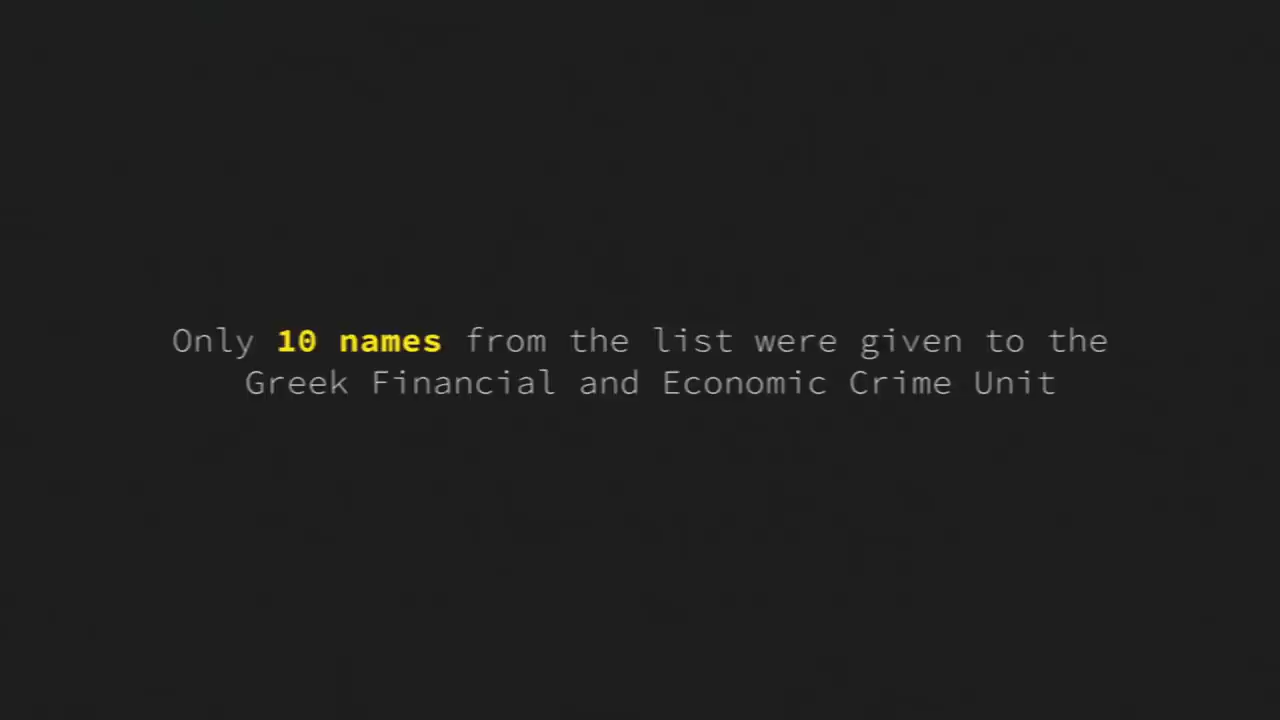 Only 10 names from the list were given to the
Greek Financial and Economic Crime Unit